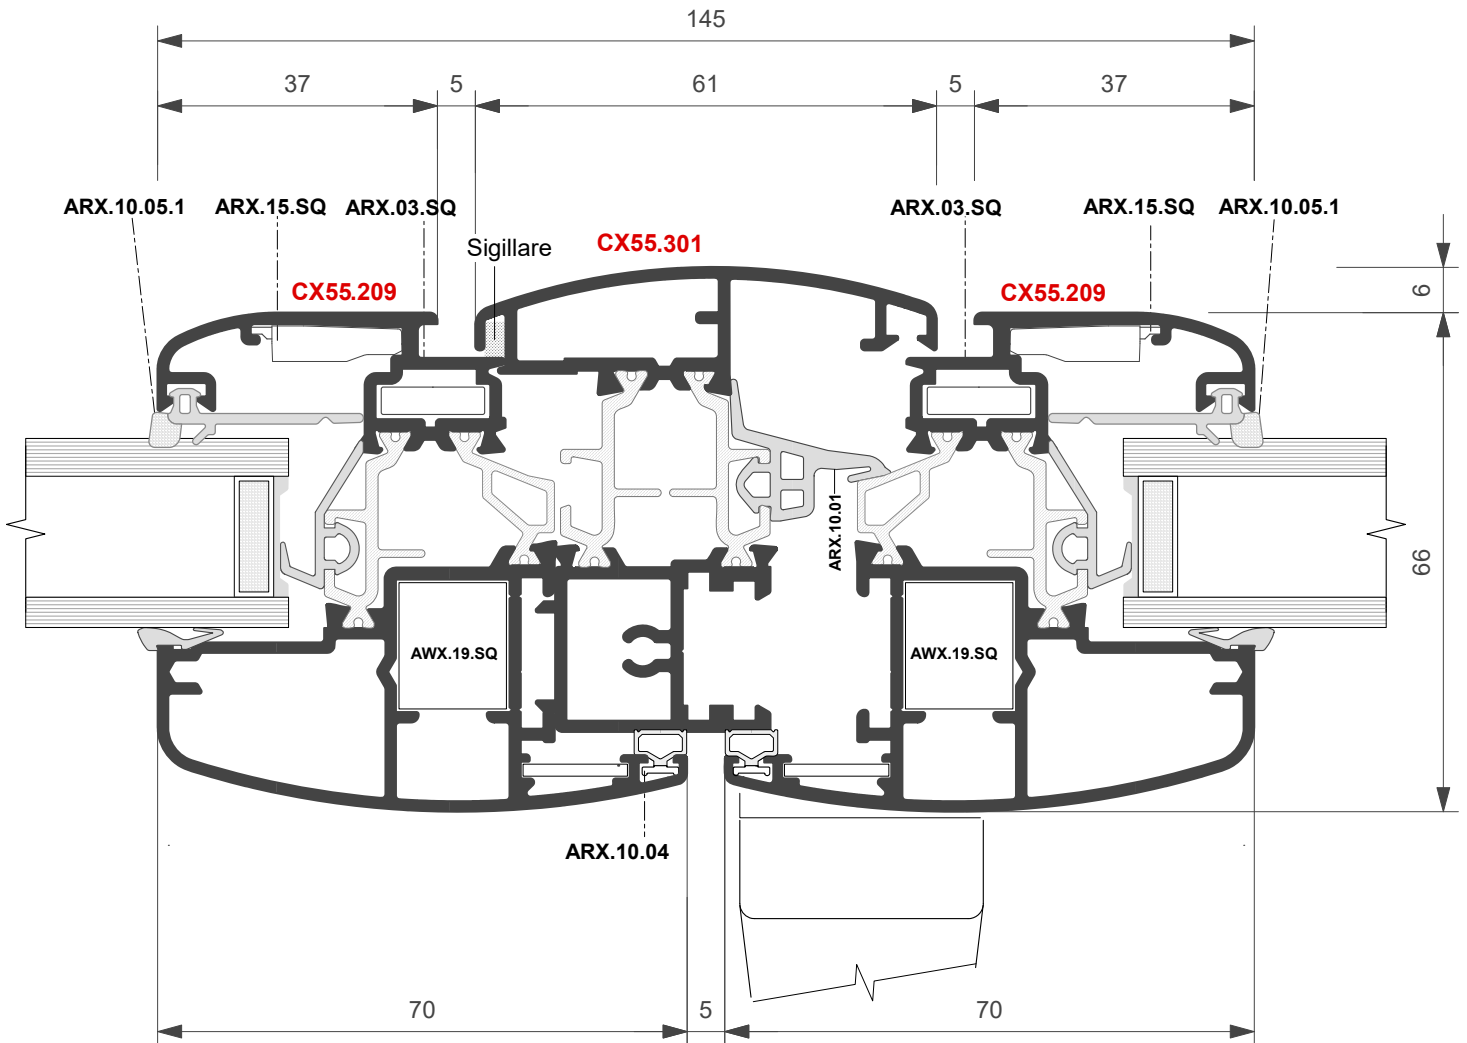 145
37 5 61 5 37
ARX.10.05.1 ARX.15.SQ ARX.03.SQ ARX.03.SQ ARX.15.SQ ARX.10.05.1
Sigillare CX55.301
CX55.209 CX55.209
6
ARX.10.01
66
AWX.19.SQ AWX.19.SQ
ARX.10.04
70 5 70